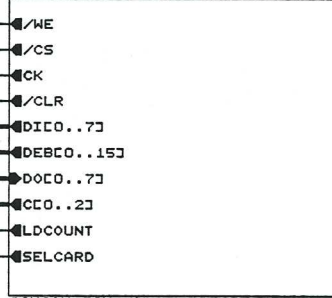 /WE
/CS
CK
/CLR
DI[0..7]
DEB[0..15]
DO[0..7]
C[0..2]
LDCOUNT
SELCARD